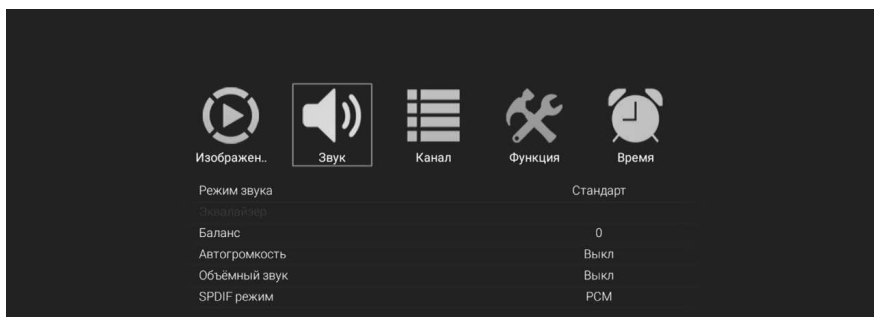 Изображен.. Звук Канал Функция Время
Режим звука Стандарт
Эквалайзер
Баланс 0
Автогромкость Выкл
Объёмный звук Выкл
SPDIF режим PCM